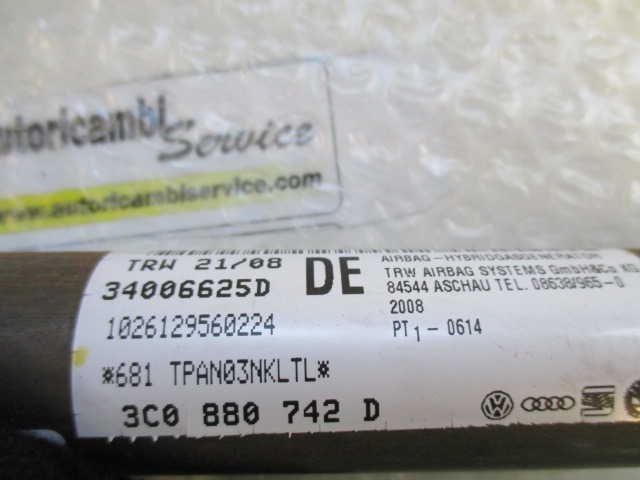 utoricambi
Service
www.autoricambiservice.com
TRW 21/08
34006625D
1026129560224
*681 TPAN03NKLTL*
3C0 880 742 D
DE
AIRBAG-HYBRIDGASGENERATOR
TRW AIRBAG SYSTEMS GmbH&Co KG
84544 ASCHAU TEL. 08638/965-0
2008
PT1 - 0614